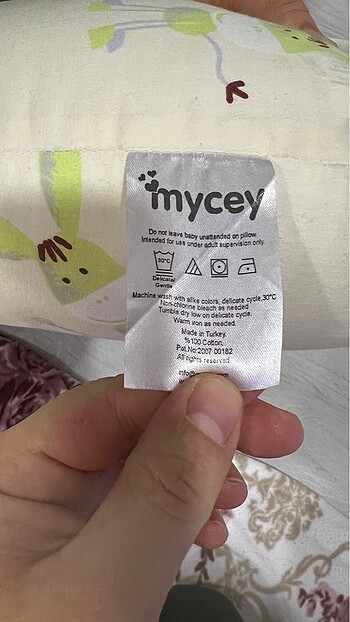 mycey
Do not leave baby unattended on pillow.
Intended for use under adult supervision only.
30°C
Delicate/
Gentle
Machine wash with alike colors, delicate cycle, 30°C
Non-chlorine bleach as needed
Tumble dry low on delicate cycle.
Warm iron as needed.
Made in Turkey.
%100 Cotton.
Pat.No:2007 00182
All rights reserved